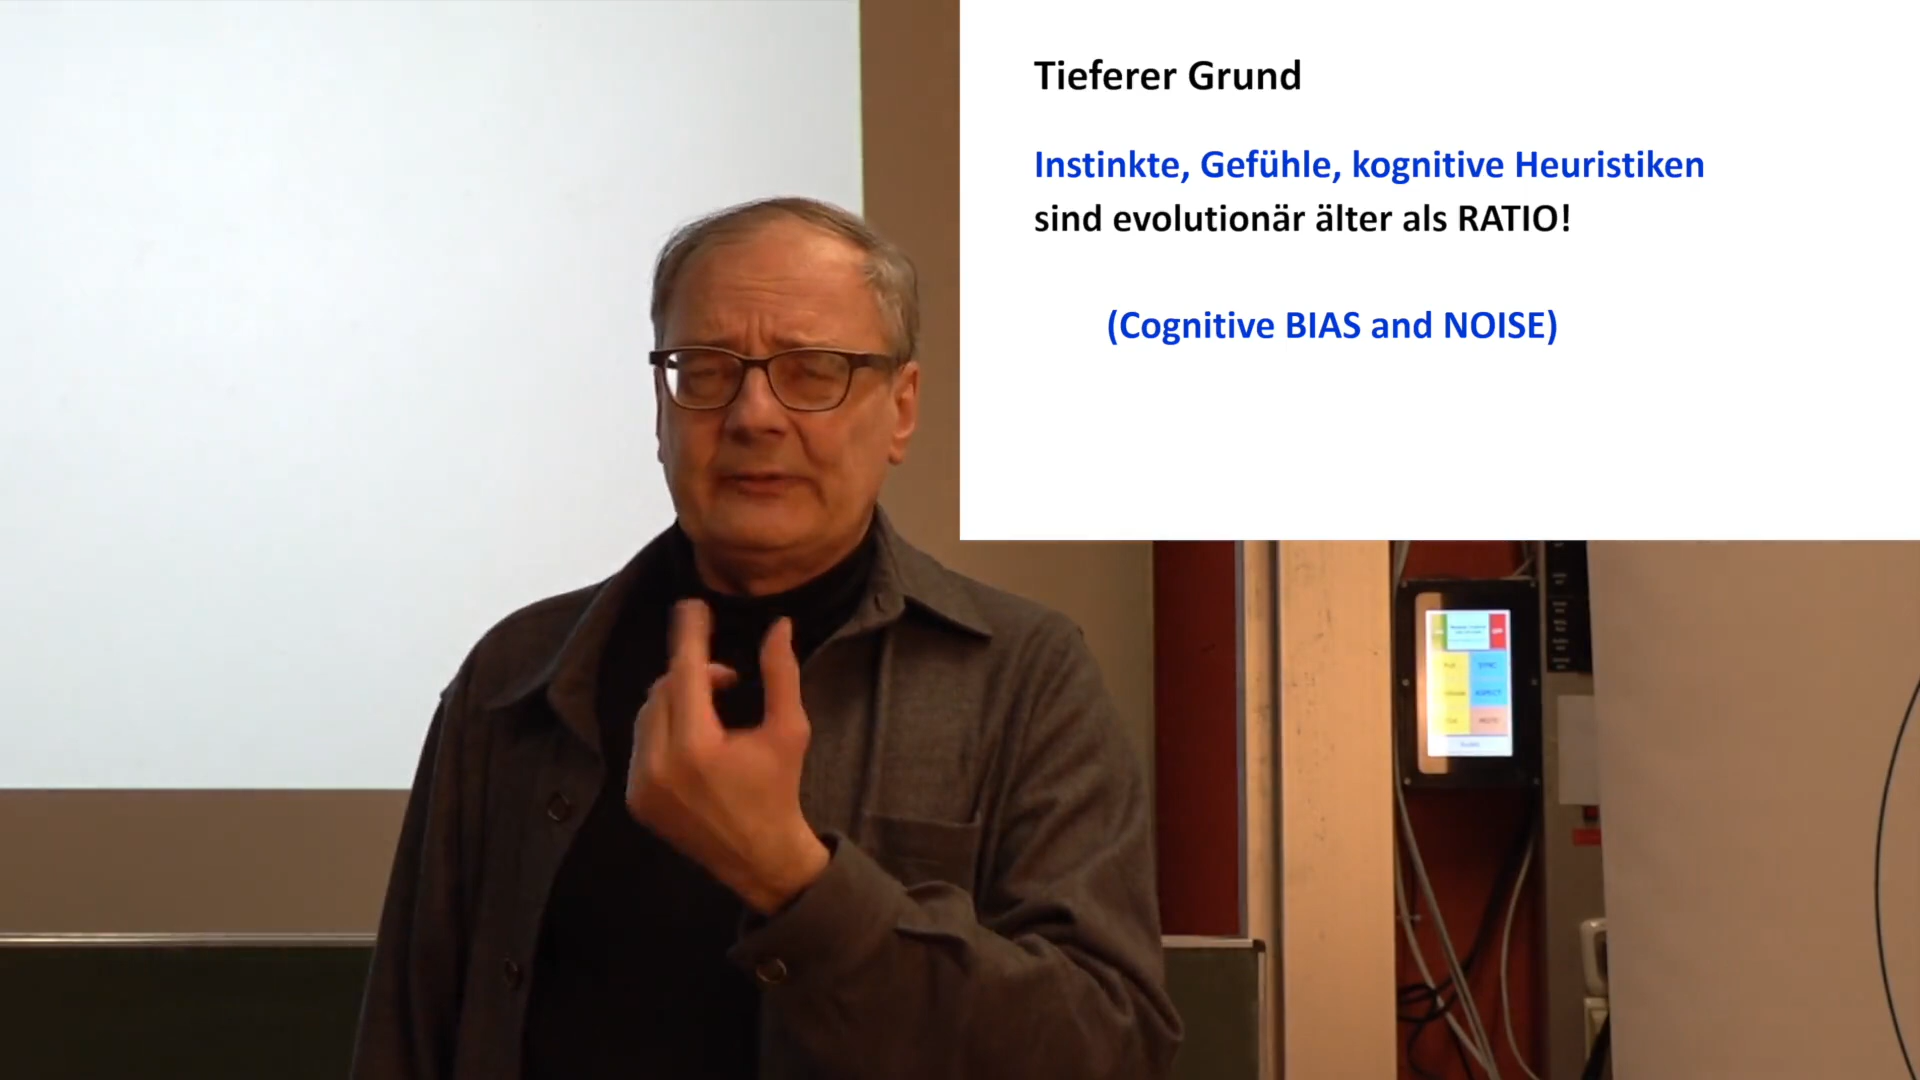 Tieferer Grund
Instinkte, Gefühle, kognitive Heuristiken
sind evolutionär älter als RATIO!
(Cognitive BIAS and NOISE)